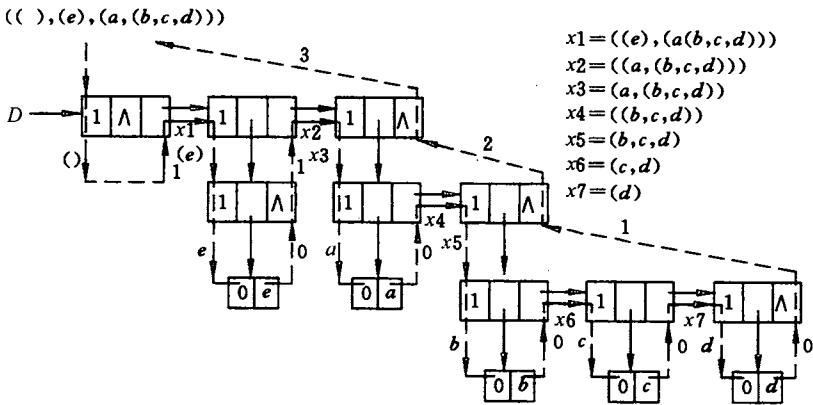 (( ),(e),(a,(b,c,d)))
x1=((e),(a(b,c,d)))
x2=((a,(b,c,d)))
x3=(a,(b,c,d))
x4=((b,c,d))
x5=(b,c,d)
x6=(c,d)
x7=(d)
3
D 1 Λ x1 1 x2 1 Λ
() 1 (e) 1 x3 2
1 Λ 1 x4 1 Λ
e 0 a 0 x5 1
0 e 0 a
1 x6 1 x7 1 Λ
b 0 c 0 d 0
0 b 0 c 0 d